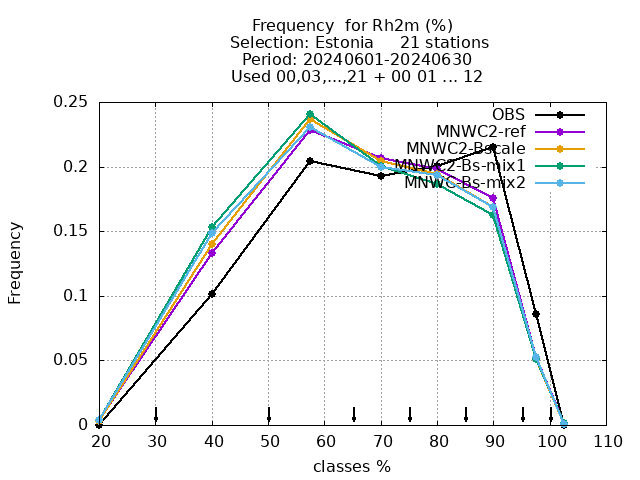 Frequency  for Rh2m (%)
Selection: Estonia     21 stations
Period: 20240601-20240630
Used 00,03,...,21 + 00 01 ... 12
0.25
0.2
0.15
0.1
0.05
0
Frequency
OBS
MNWC2-ref
MNWC2-Bscale
MNWC2-Bs-mix1
MNWC-Bs-mix2
20 30 40 50 60 70 80 90 100 110
classes %